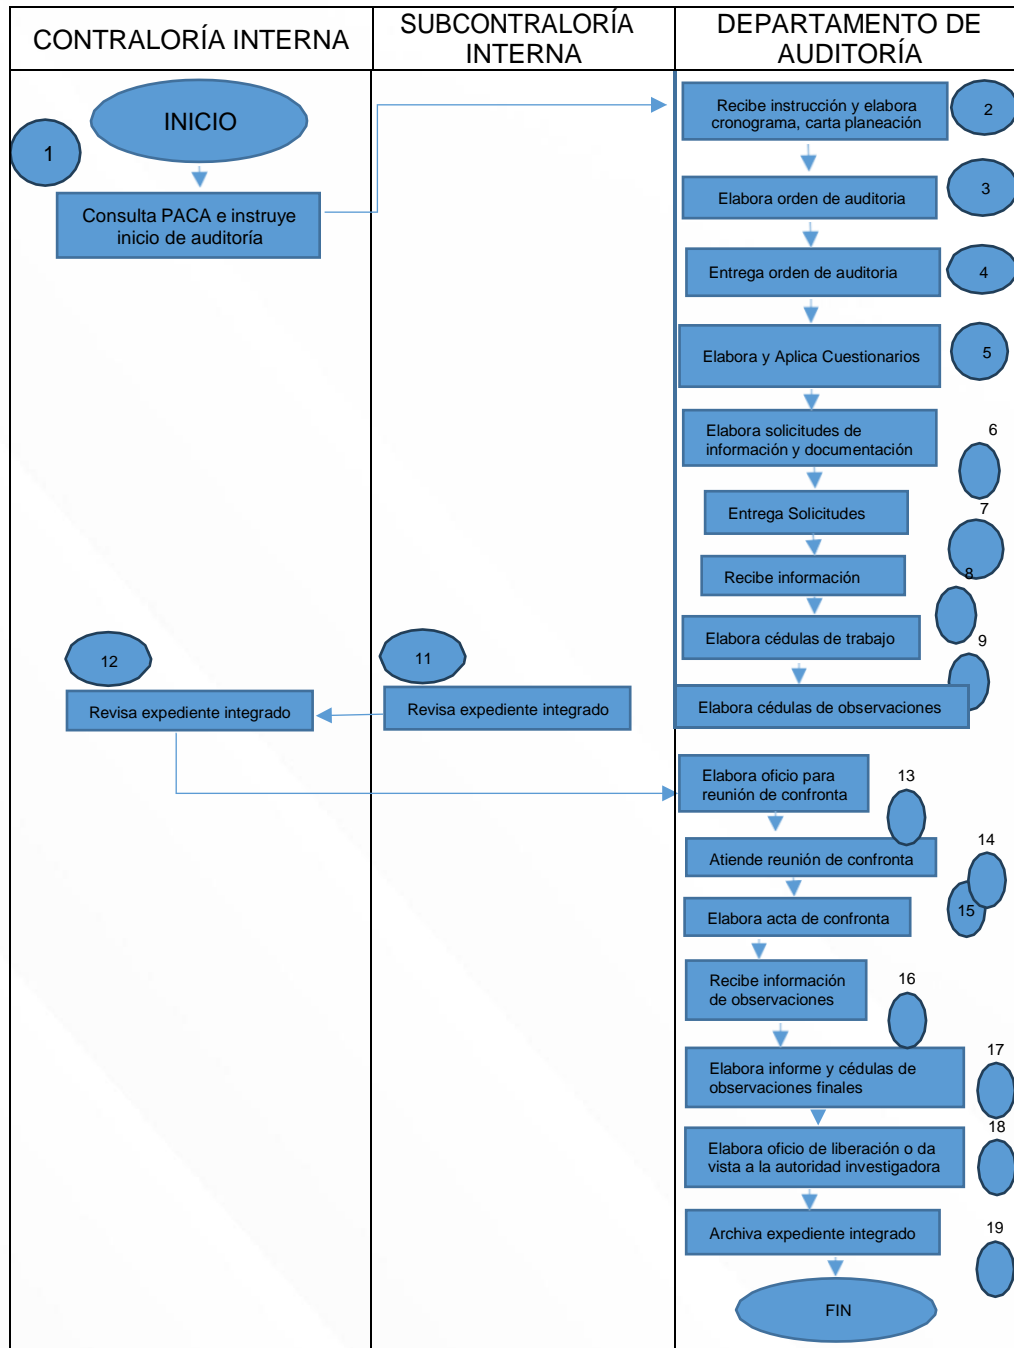 CONTRALORÍA INTERNA
SUBCONTRALORÍA
INTERNA
DEPARTAMENTO DE
AUDITORÍA
INICIO
1
Consulta PACA e instruye
inicio de auditoría
Recibe instrucción y elabora
cronograma, carta planeación
2
Elabora orden de auditoria
3
Entrega orden de auditoria
4
Elabora y Aplica Cuestionarios
5
Elabora solicitudes de
información y documentación
6
Entrega Solicitudes
7
Recibe información
8
Elabora cédulas de trabajo
9
Elabora cédulas de observaciones
11
Revisa expediente integrado
12
Revisa expediente integrado
Elabora oficio para
reunión de confronta
13
Atiende reunión de confronta
14
Elabora acta de confronta
15
Recibe información
de observaciones
16
Elabora informe y cédulas de
observaciones finales
17
Elabora oficio de liberación o da
vista a la autoridad investigadora
18
Archiva expediente integrado
19
FIN